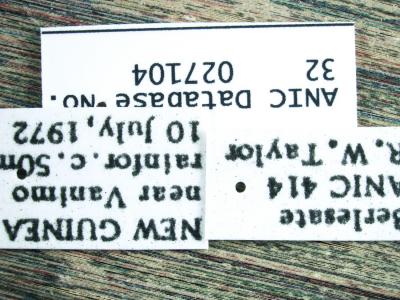 NEW GUINEA
near Vanimo
rainfor. c. 50m
10 July, 1972
Berlesate
ANIC 414
R. W. Taylor
ANIC Database No.
32 027104